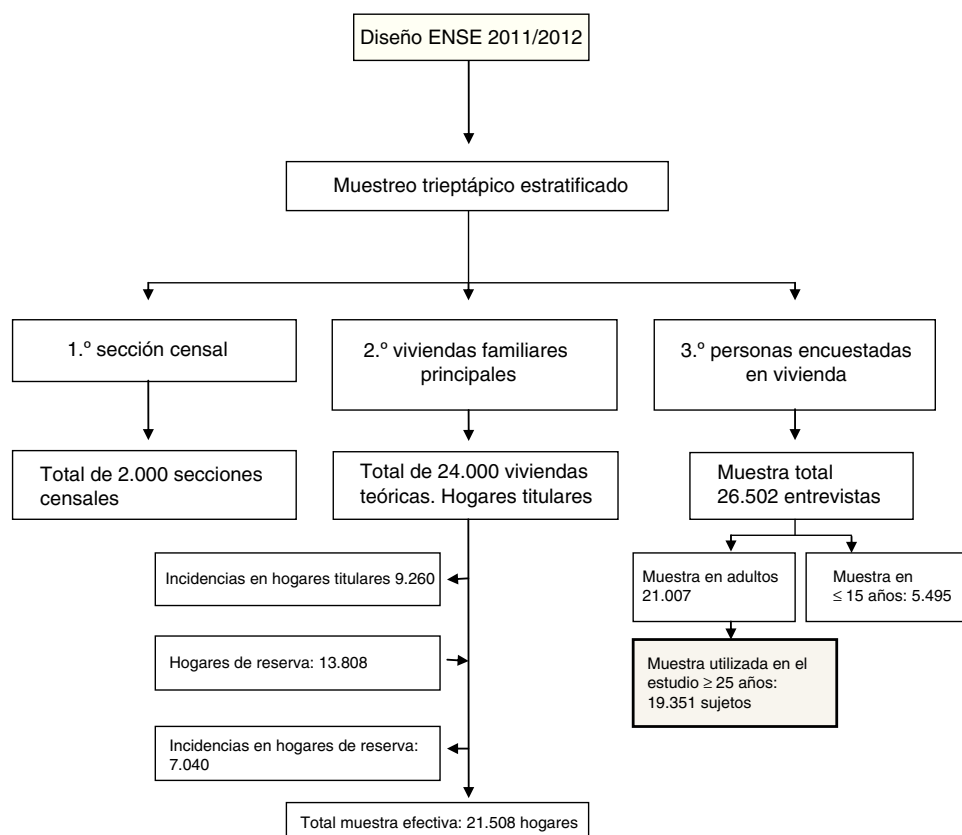 Diseño ENSE 2011/2012
Muestreo trieptápico estratificado
1.º sección censal
2.º viviendas familiares
principales
3.º personas encuestadas
en vivienda
Total de 2.000 secciones
censales
Total de 24.000 viviendas
teóricas. Hogares titulares
Muestra total
26.502 entrevistas
Incidencias en hogares titulares 9.260
Muestra en adultos
21.007
Muestra en
≤ 15 años: 5.495
Hogares de reserva: 13.808
Muestra utilizada en el
estudio ≥ 25 años:
19.351 sujetos
Incidencias en hogares de reserva:
7.040
Total muestra efectiva: 21.508 hogares